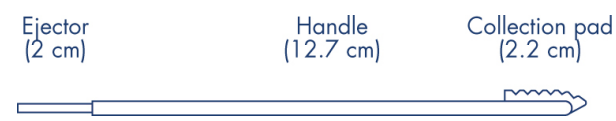 Ejector
(2 cm)
Handle
(12.7 cm)
Collection pad
(2.2 cm)